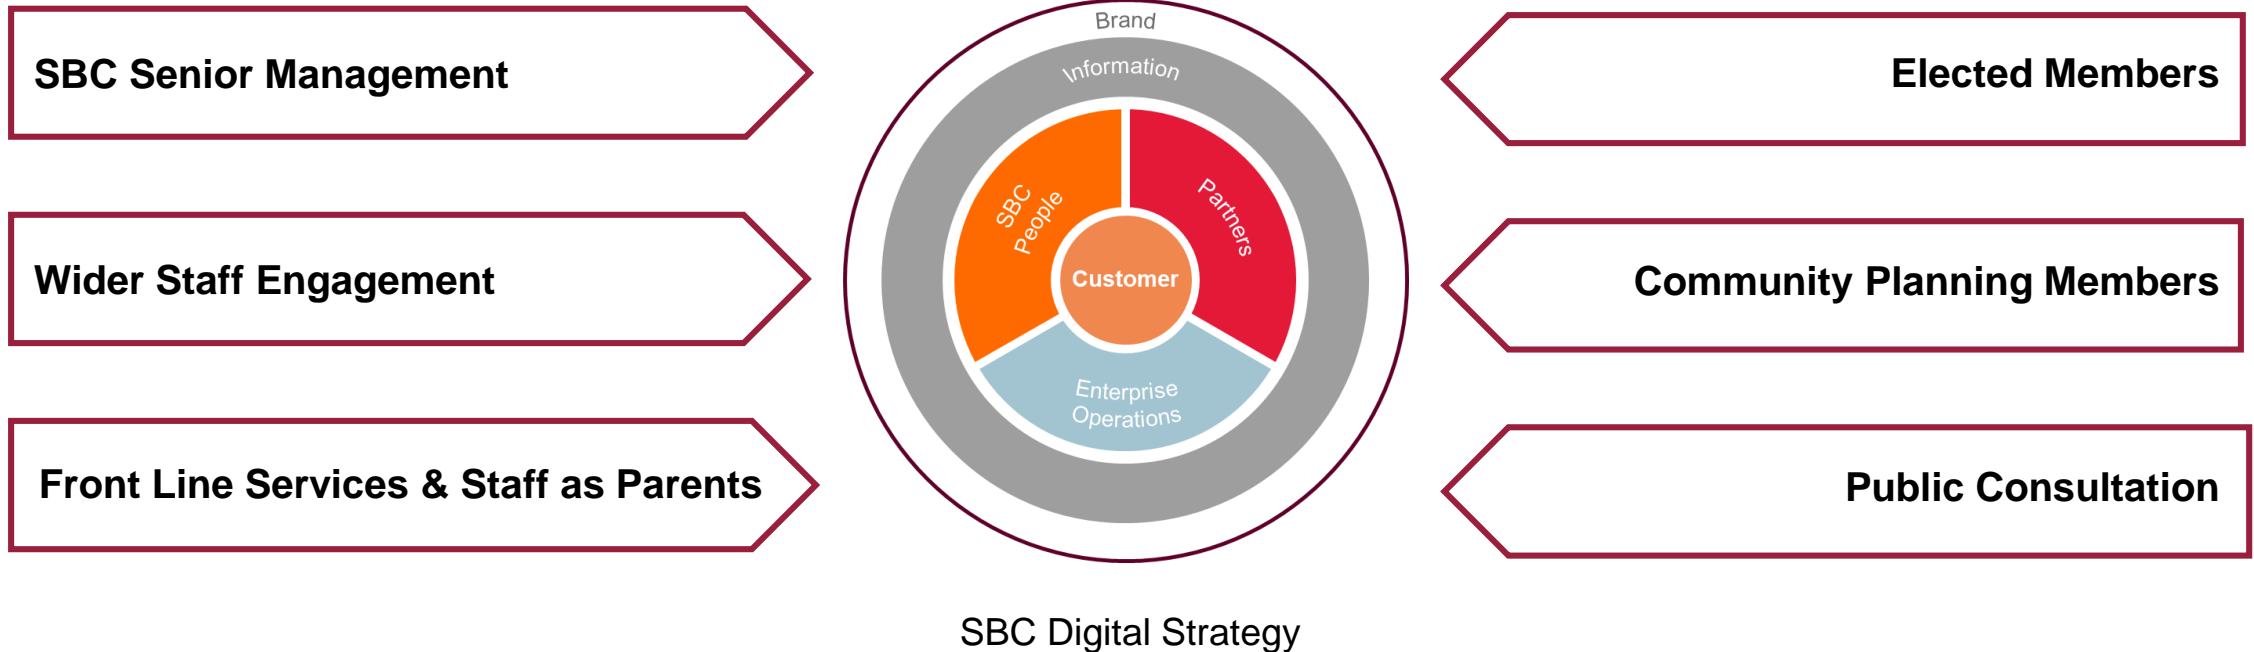 SBC Senior Management
Wider Staff Engagement
Front Line Services & Staff as Parents
Brand
Information
SBC
People
Partners
Customer
Enterprise
Operations
Elected Members
Community Planning Members
Public Consultation
SBC Digital Strategy